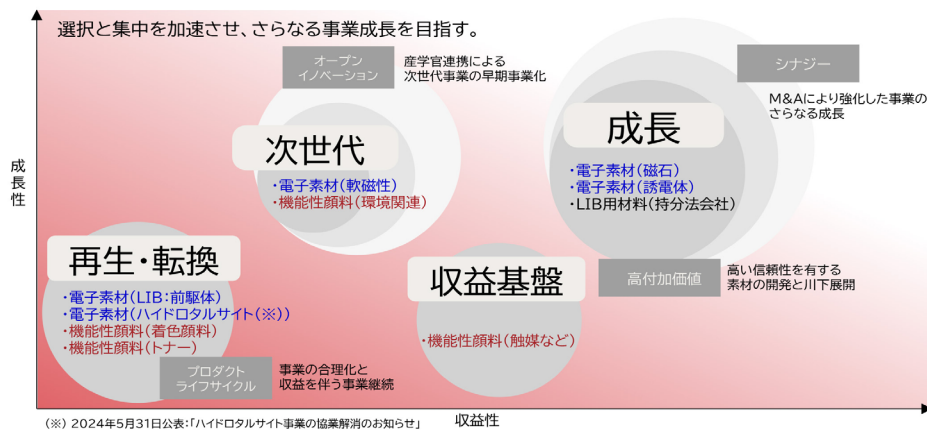 選択と集中を加速させ、さらなる事業成長を目指す。
オープン
イノベーション
産学官連携による
次世代事業の早期事業化
シナジー
M&Aにより強化した事業の
さらなる成長
成長性
次世代
・電子素材(軟磁性)
・機能性顔料(環境関連)
成長
・電子素材(磁石)
・電子素材(誘電体)
・LIB用材料(持分法会社)
再生・転換
・電子素材(LIB:前駆体)
・電子素材(ハイドロタルサイト(※))
・機能性顔料(着色顔料)
・機能性顔料(トナー)
収益基盤
・機能性顔料(触媒など)
高付加価値
高い信頼性を有する
素材の開発と川下展開
プロダクト
ライフサイクル
事業の合理化と
収益を伴う事業継続
(※) 2024年5月31日公表:「ハイドロタルサイト事業の協業解消のお知らせ」
収益性